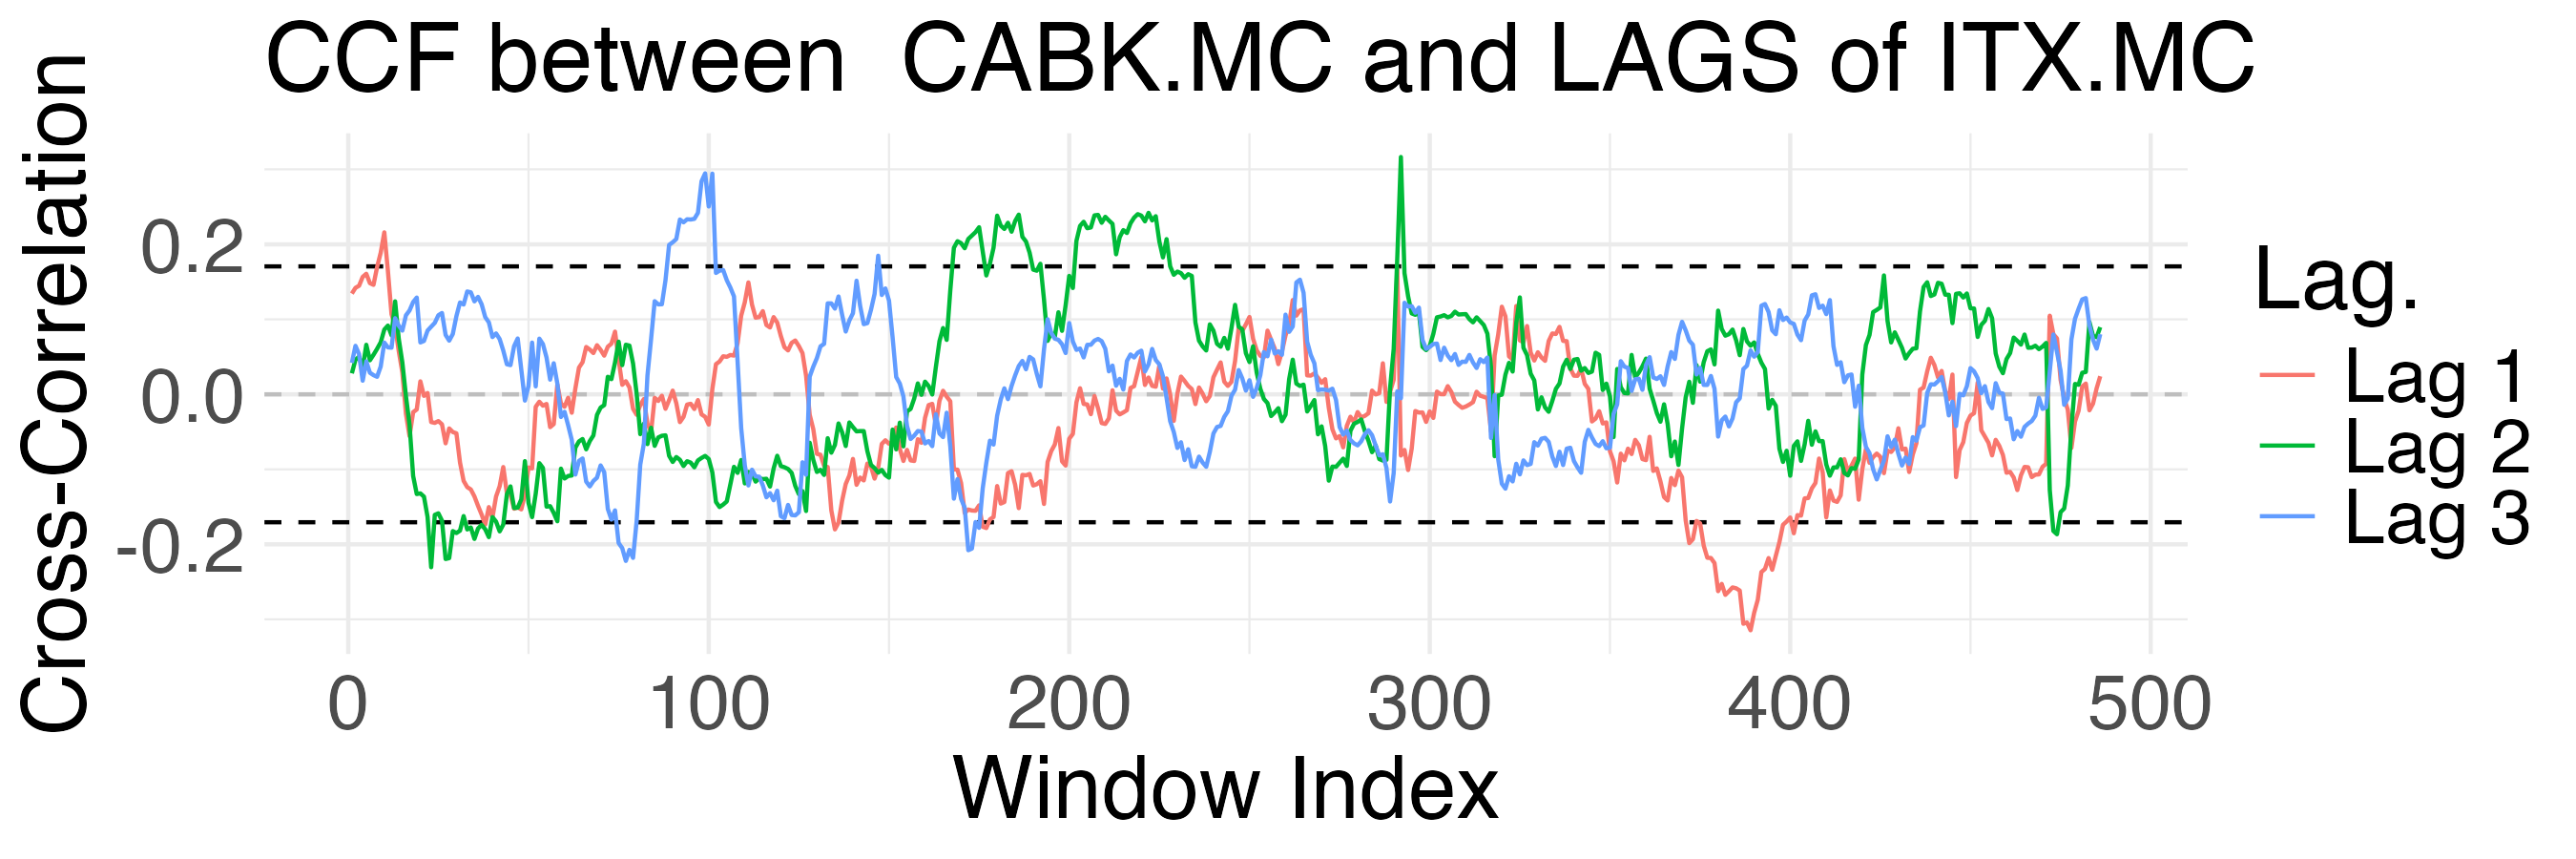 CCF between  CABK.MC and LAGS of ITX.MC
Cross-Correlation
0.2
0.0
-0.2
0 100 200 300 400 500
Window Index
Lag.
Lag 1
Lag 2
Lag 3